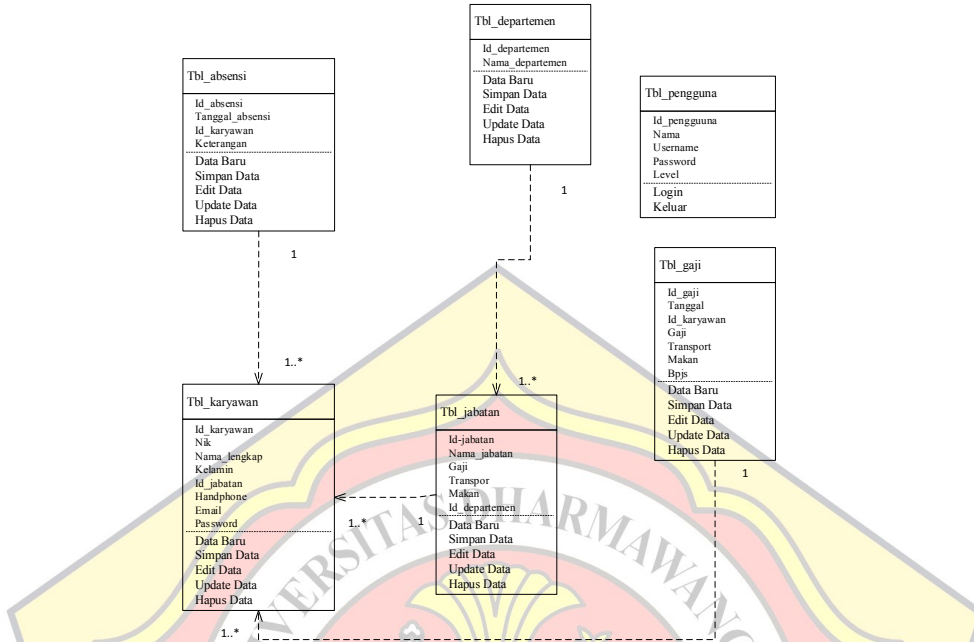 Tbl_departemen
Id_departemen
Nama_departemen
Data Baru
Simpan Data
Edit Data
Update Data
Hapus Data
1
Tbl_absensi
Id_absensi
Tanggal_absensi
Id_karyawan
Keterangan
Data Baru
Simpan Data
Edit Data
Update Data
Hapus Data
1
Tbl_pengguna
Id_pengguuna
Nama
Username
Password
Level
Login
Keluar
Tbl_gaji
Id_gaji
Tanggal
Id_karyawan
Gaji
Transport
Makan
Bpjs
Data Baru
Simpan Data
Edit Data
Update Data
Hapus Data
1
1..*
1..*
Tbl_karyawan
Id_karyawan
Nik
Nama_lengkap
Kelamin
Id_jabatan
Handphone
Email
Password
Data Baru
Simpan Data
Edit Data
Update Data
Hapus Data
1..*
1..*
1
Tbl_jabatan
Id-jabatan
Nama_jabatan
Gaji
Transpor
Makan
Id_departemen
Data Baru
Simpan Data
Edit Data
Update Data
Hapus Data
DHARMAWANG